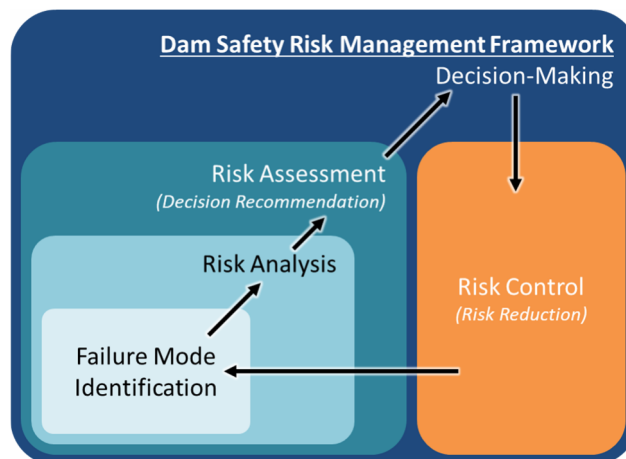 Dam Safety Risk Management Framework
Decision-Making
Risk Assessment
(Decision Recommendation)
Risk Analysis
Failure Mode
Identification
Risk Control
(Risk Reduction)